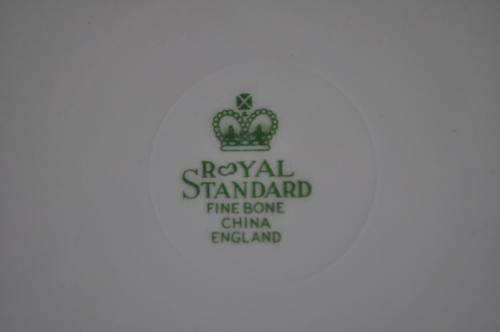 ROYAL
STANDARD
FINE BONE
CHINA
ENGLAND